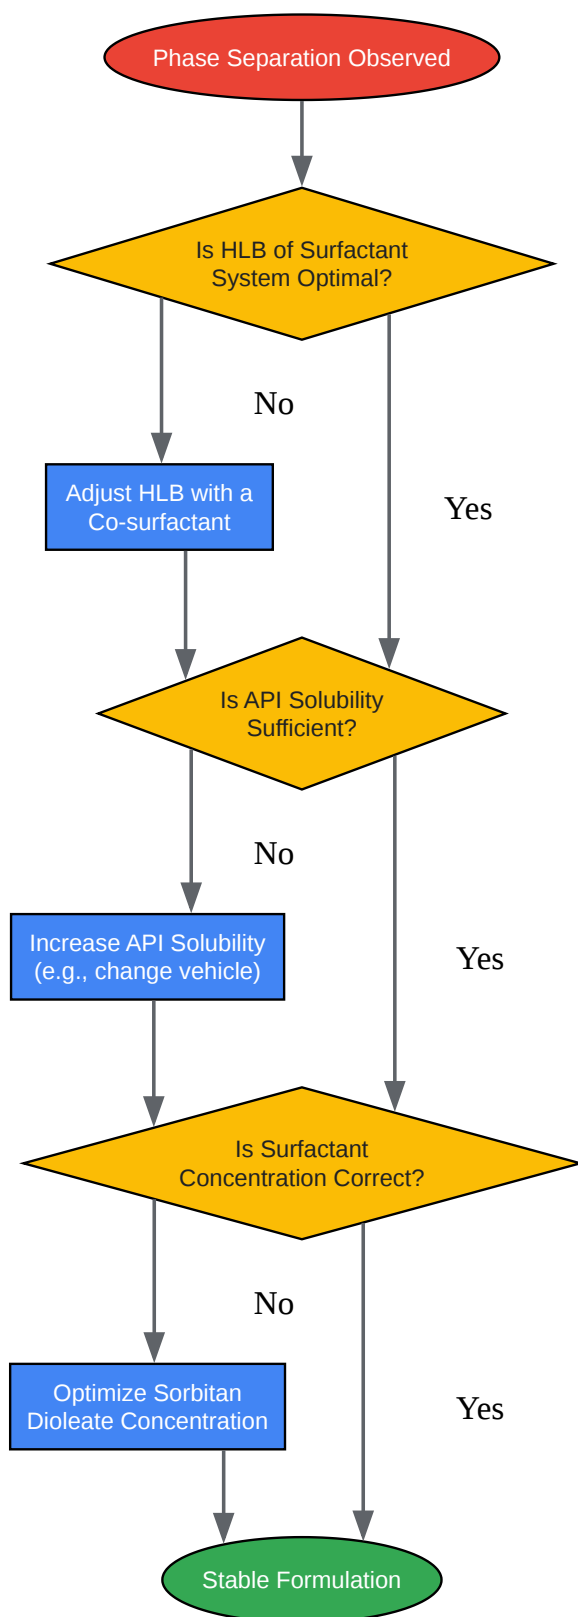 Phase Separation Observed
Is HLB of Surfactant
System Optimal?
No
Adjust HLB with a
Co-surfactant
Yes
Is API Solubility
Sufficient?
No
Increase API Solubility
(e.g., change vehicle)
Yes
Is Surfactant
Concentration Correct?
No
Optimize Sorbitan
Dioleate Concentration
Yes
Stable Formulation